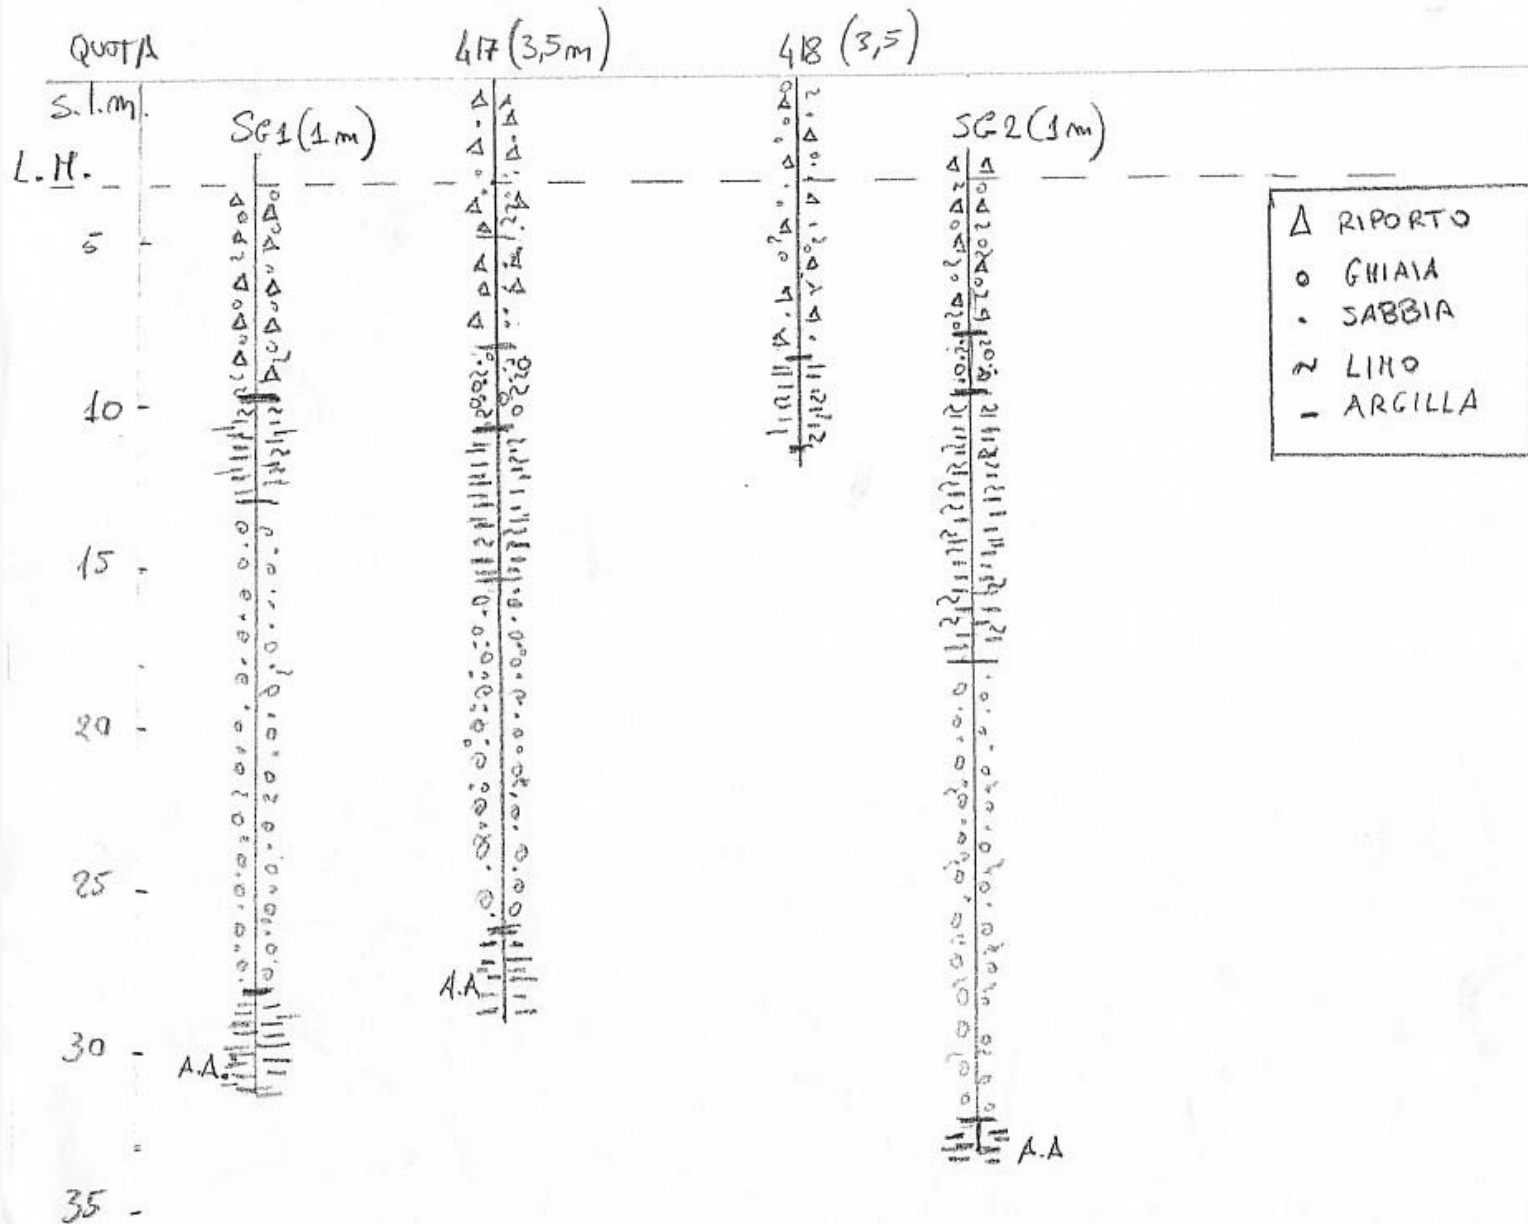 QUOTA
417 (3,5m)
418 (3,5)
s.l.m.
SG1 (1m)
SG2 (1m)
L.M.
5
10
15
20
25
30
35
Δ RIPORTO
o GHIAIA
. SABBIA
~ LIMO
- ARGILLA
A.A.
A.A
A.A